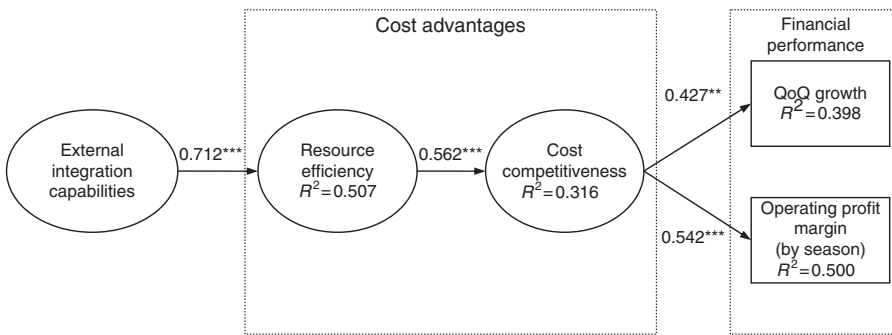 Cost advantages
Financial
performance
External
integration
capabilities
0.712***
Resource
efficiency
R²=0.507
0.562***
Cost
competitiveness
R²=0.316
0.427**
QoQ growth
R²=0.398
0.542***
Operating profit
margin
(by season)
R²=0.500